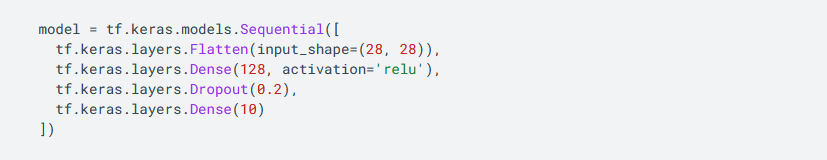 model = tf.keras.models.Sequential([
  tf.keras.layers.Flatten(input_shape=(28, 28)),
  tf.keras.layers.Dense(128, activation='relu'),
  tf.keras.layers.Dropout(0.2),
  tf.keras.layers.Dense(10)
])